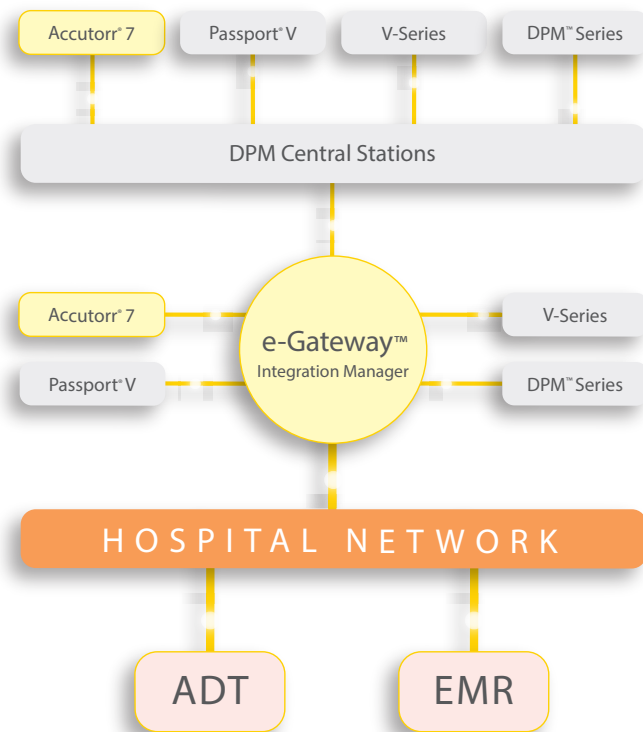 Accutorr® 7
Passport® V
V-Series
DPM™ Series
DPM Central Stations
Accutorr® 7
V-Series
e-Gateway™
Integration Manager
Passport® V
DPM™ Series
HOSPITAL NETWORK
ADT
EMR